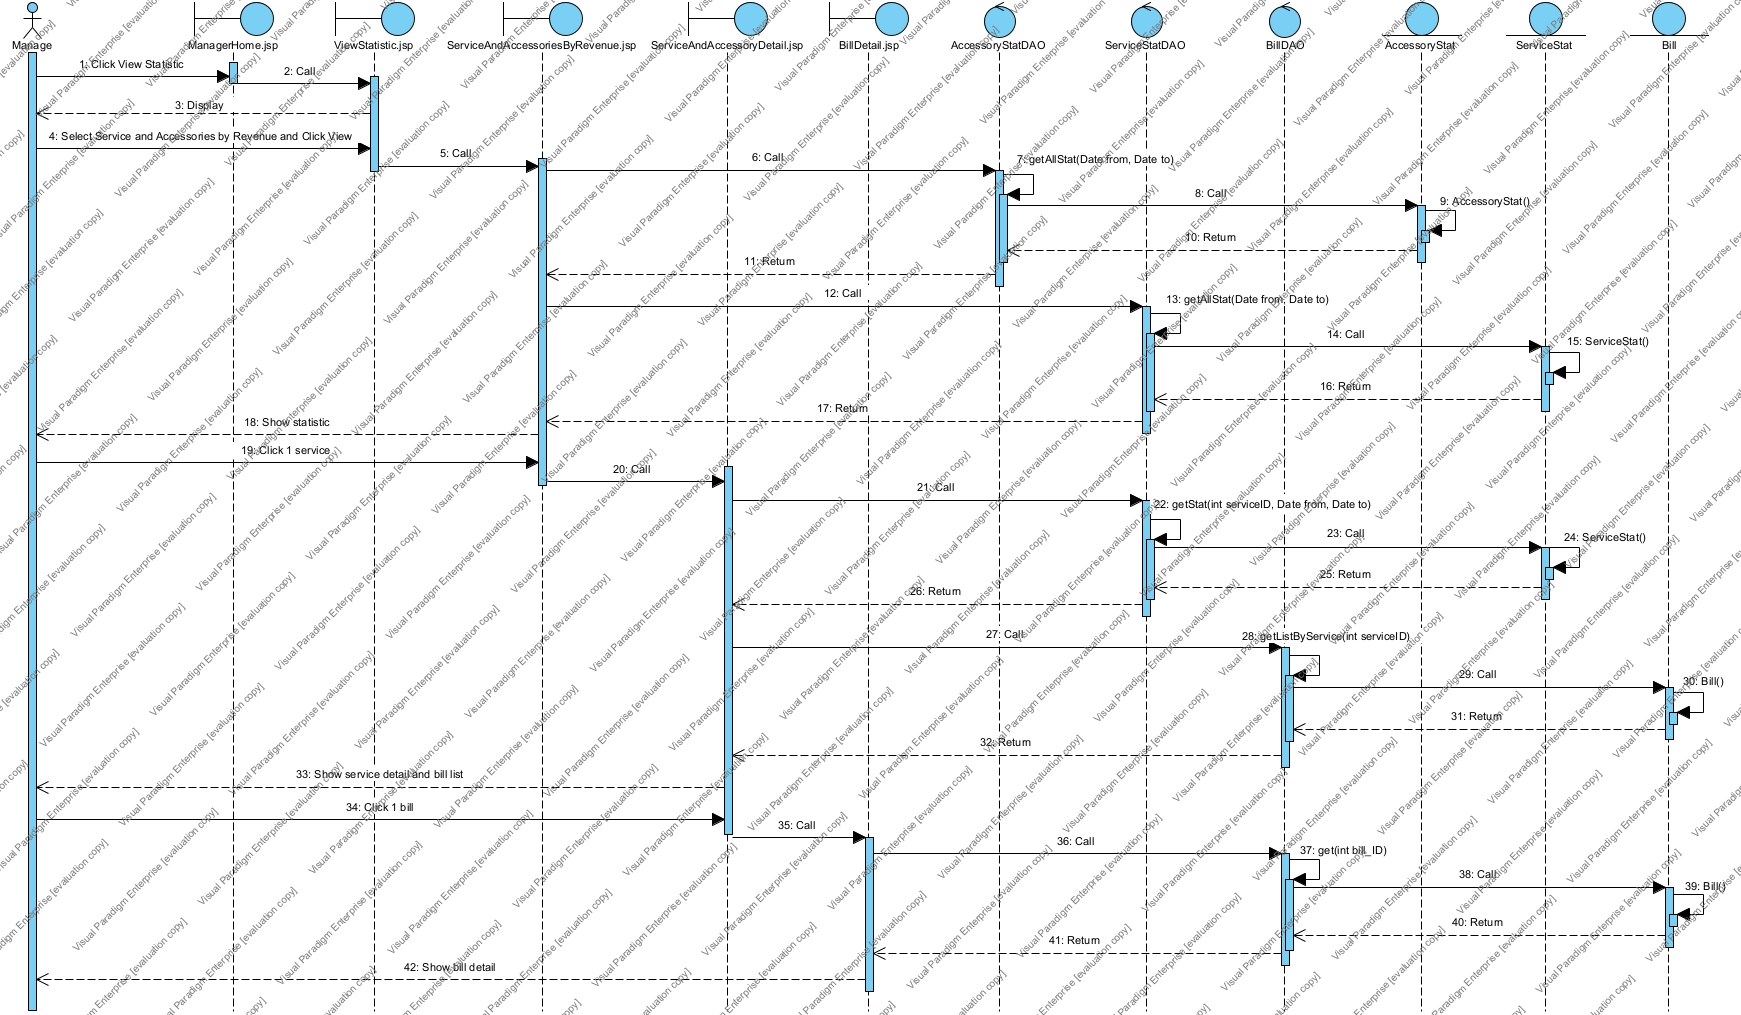 Manage
ManagerHome.jsp
ViewStatistic.jsp
ServiceAndAccessoriesByRevenue.jsp
ServiceAndAccessoryDetail.jsp
BillDetail.jsp
AccessoryStatDAO
ServiceStatDAO
BillDAO
AccessoryStat
ServiceStat
Bill
1: Click View Statistic
2: Call
3: Display
4: Select Service and Accessories by Revenue and Click View
5: Call
6: Call
7: getAllStat(Date from, Date to)
8: Call
9: AccessoryStat()
10: Return
11: Return
12: Call
13: getAllStat(Date from, Date to)
14: Call
15: ServiceStat()
16: Return
17: Return
18: Show statistic
19: Click 1 service
20: Call
21: Call
22: getStat(int serviceID, Date from, Date to)
23: Call
24: ServiceStat()
25: Return
26: Return
27: Call
28: getListByService(int serviceID)
29: Call
30: Bill()
31: Return
32: Return
33: Show service detail and bill list
34: Click 1 bill
35: Call
36: Call
37: get(int bill_ID)
38: Call
39: Bill()
40: Return
41: Return
42: Show bill detail
Visual Paradigm Enterprise [evaluation copy]